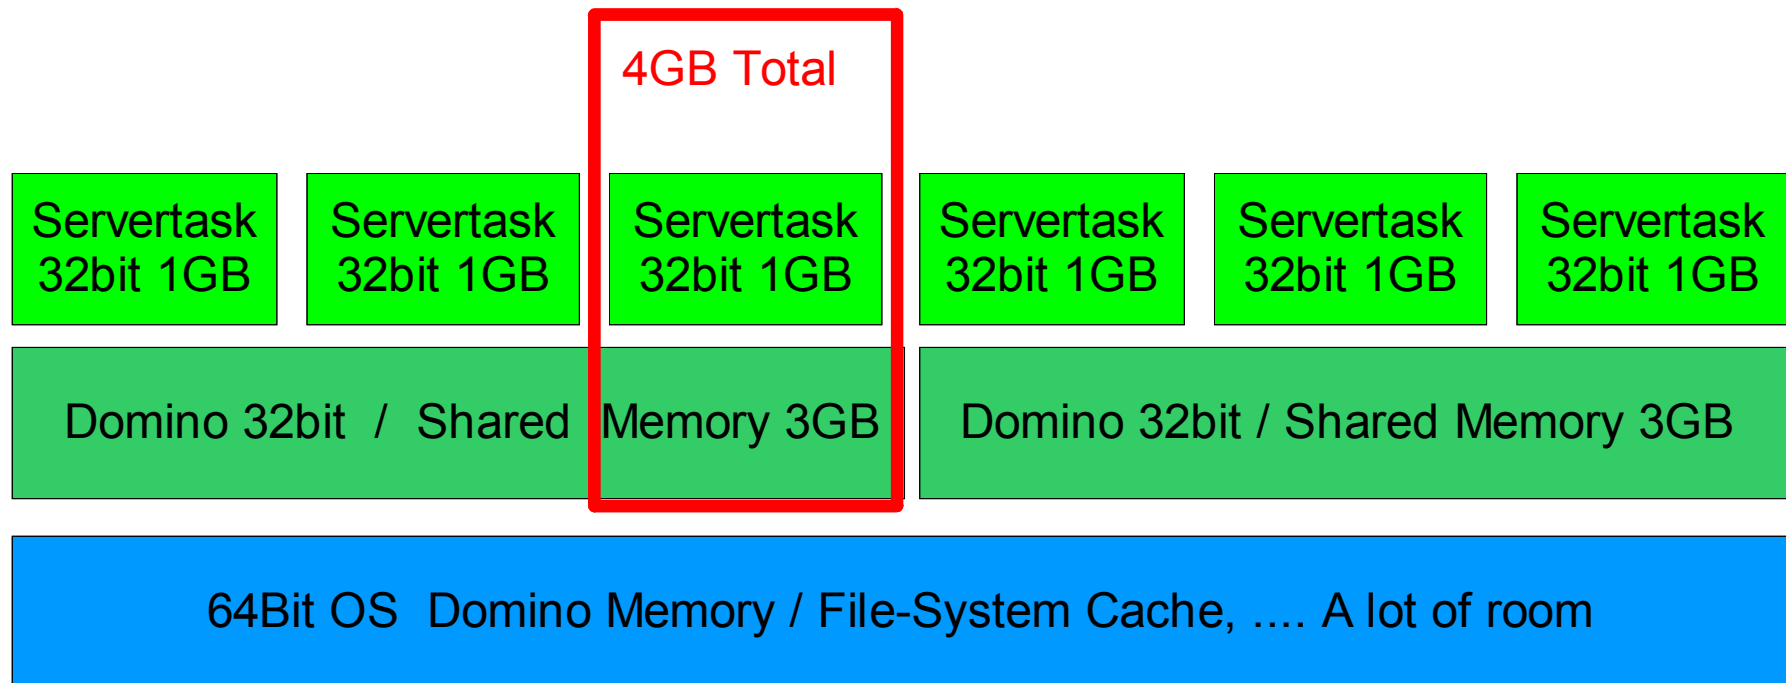 4GB Total
Servertask
32bit 1GB
Servertask
32bit 1GB
Servertask
32bit 1GB
Servertask
32bit 1GB
Servertask
32bit 1GB
Servertask
32bit 1GB
Domino 32bit / Shared Memory 3GB
Domino 32bit / Shared Memory 3GB
64Bit OS Domino Memory / File-System Cache, .... A lot of room